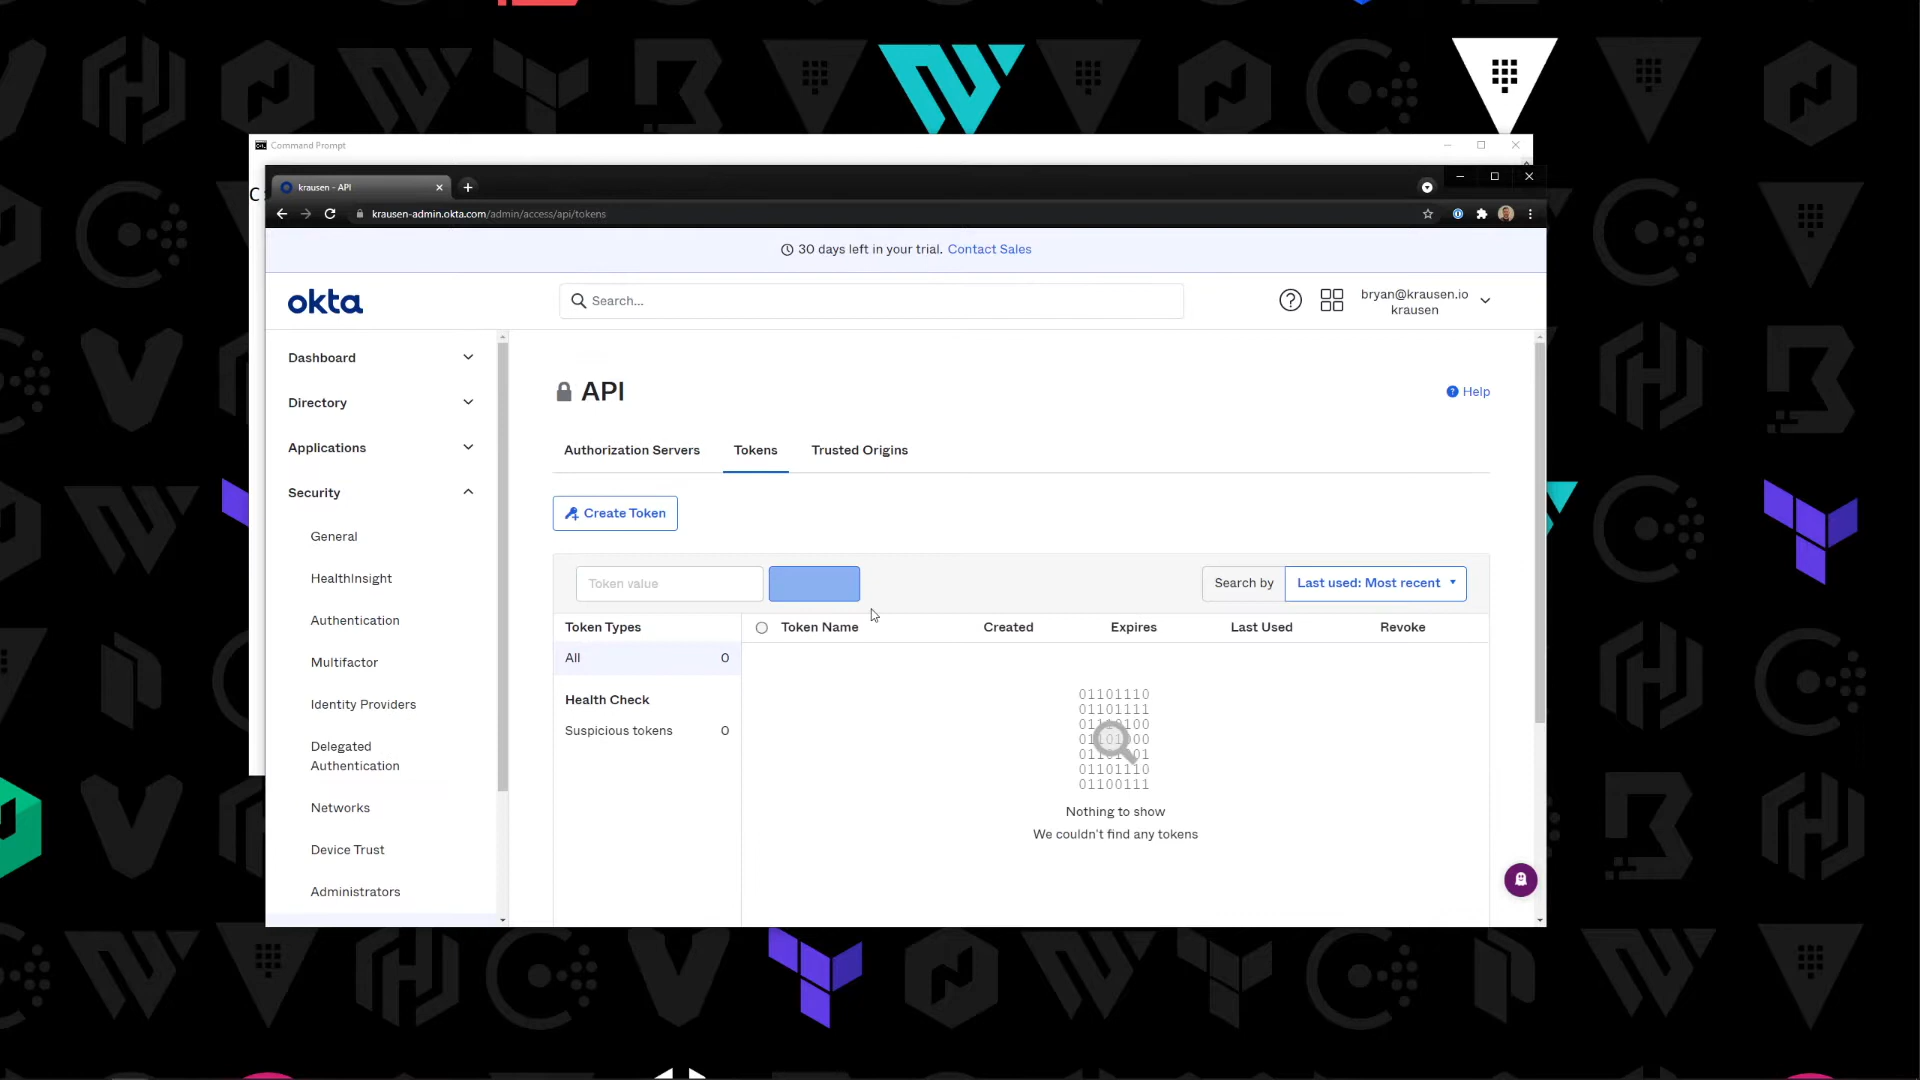 Command Prompt
C:
krausen - API
krausen-admin.okta.com/admin/access/api/tokens
30 days left in your trial. Contact Sales
okta
Search...
bryan@krausen.io
krausen
Dashboard
Directory
Applications
Security
General
HealthInsight
Authentication
Multifactor
Identity Providers
Delegated
Authentication
Networks
Device Trust
Administrators
API
Help
Authorization Servers
Tokens
Trusted Origins
Create Token
Token value
Search by
Last used: Most recent
Token Types
Token Name
Created
Expires
Last Used
Revoke
All 0
Health Check
Suspicious tokens 0
01101110
01101111
01110100
01101000
01101001
01101110
01100111
Nothing to show
We couldn't find any tokens